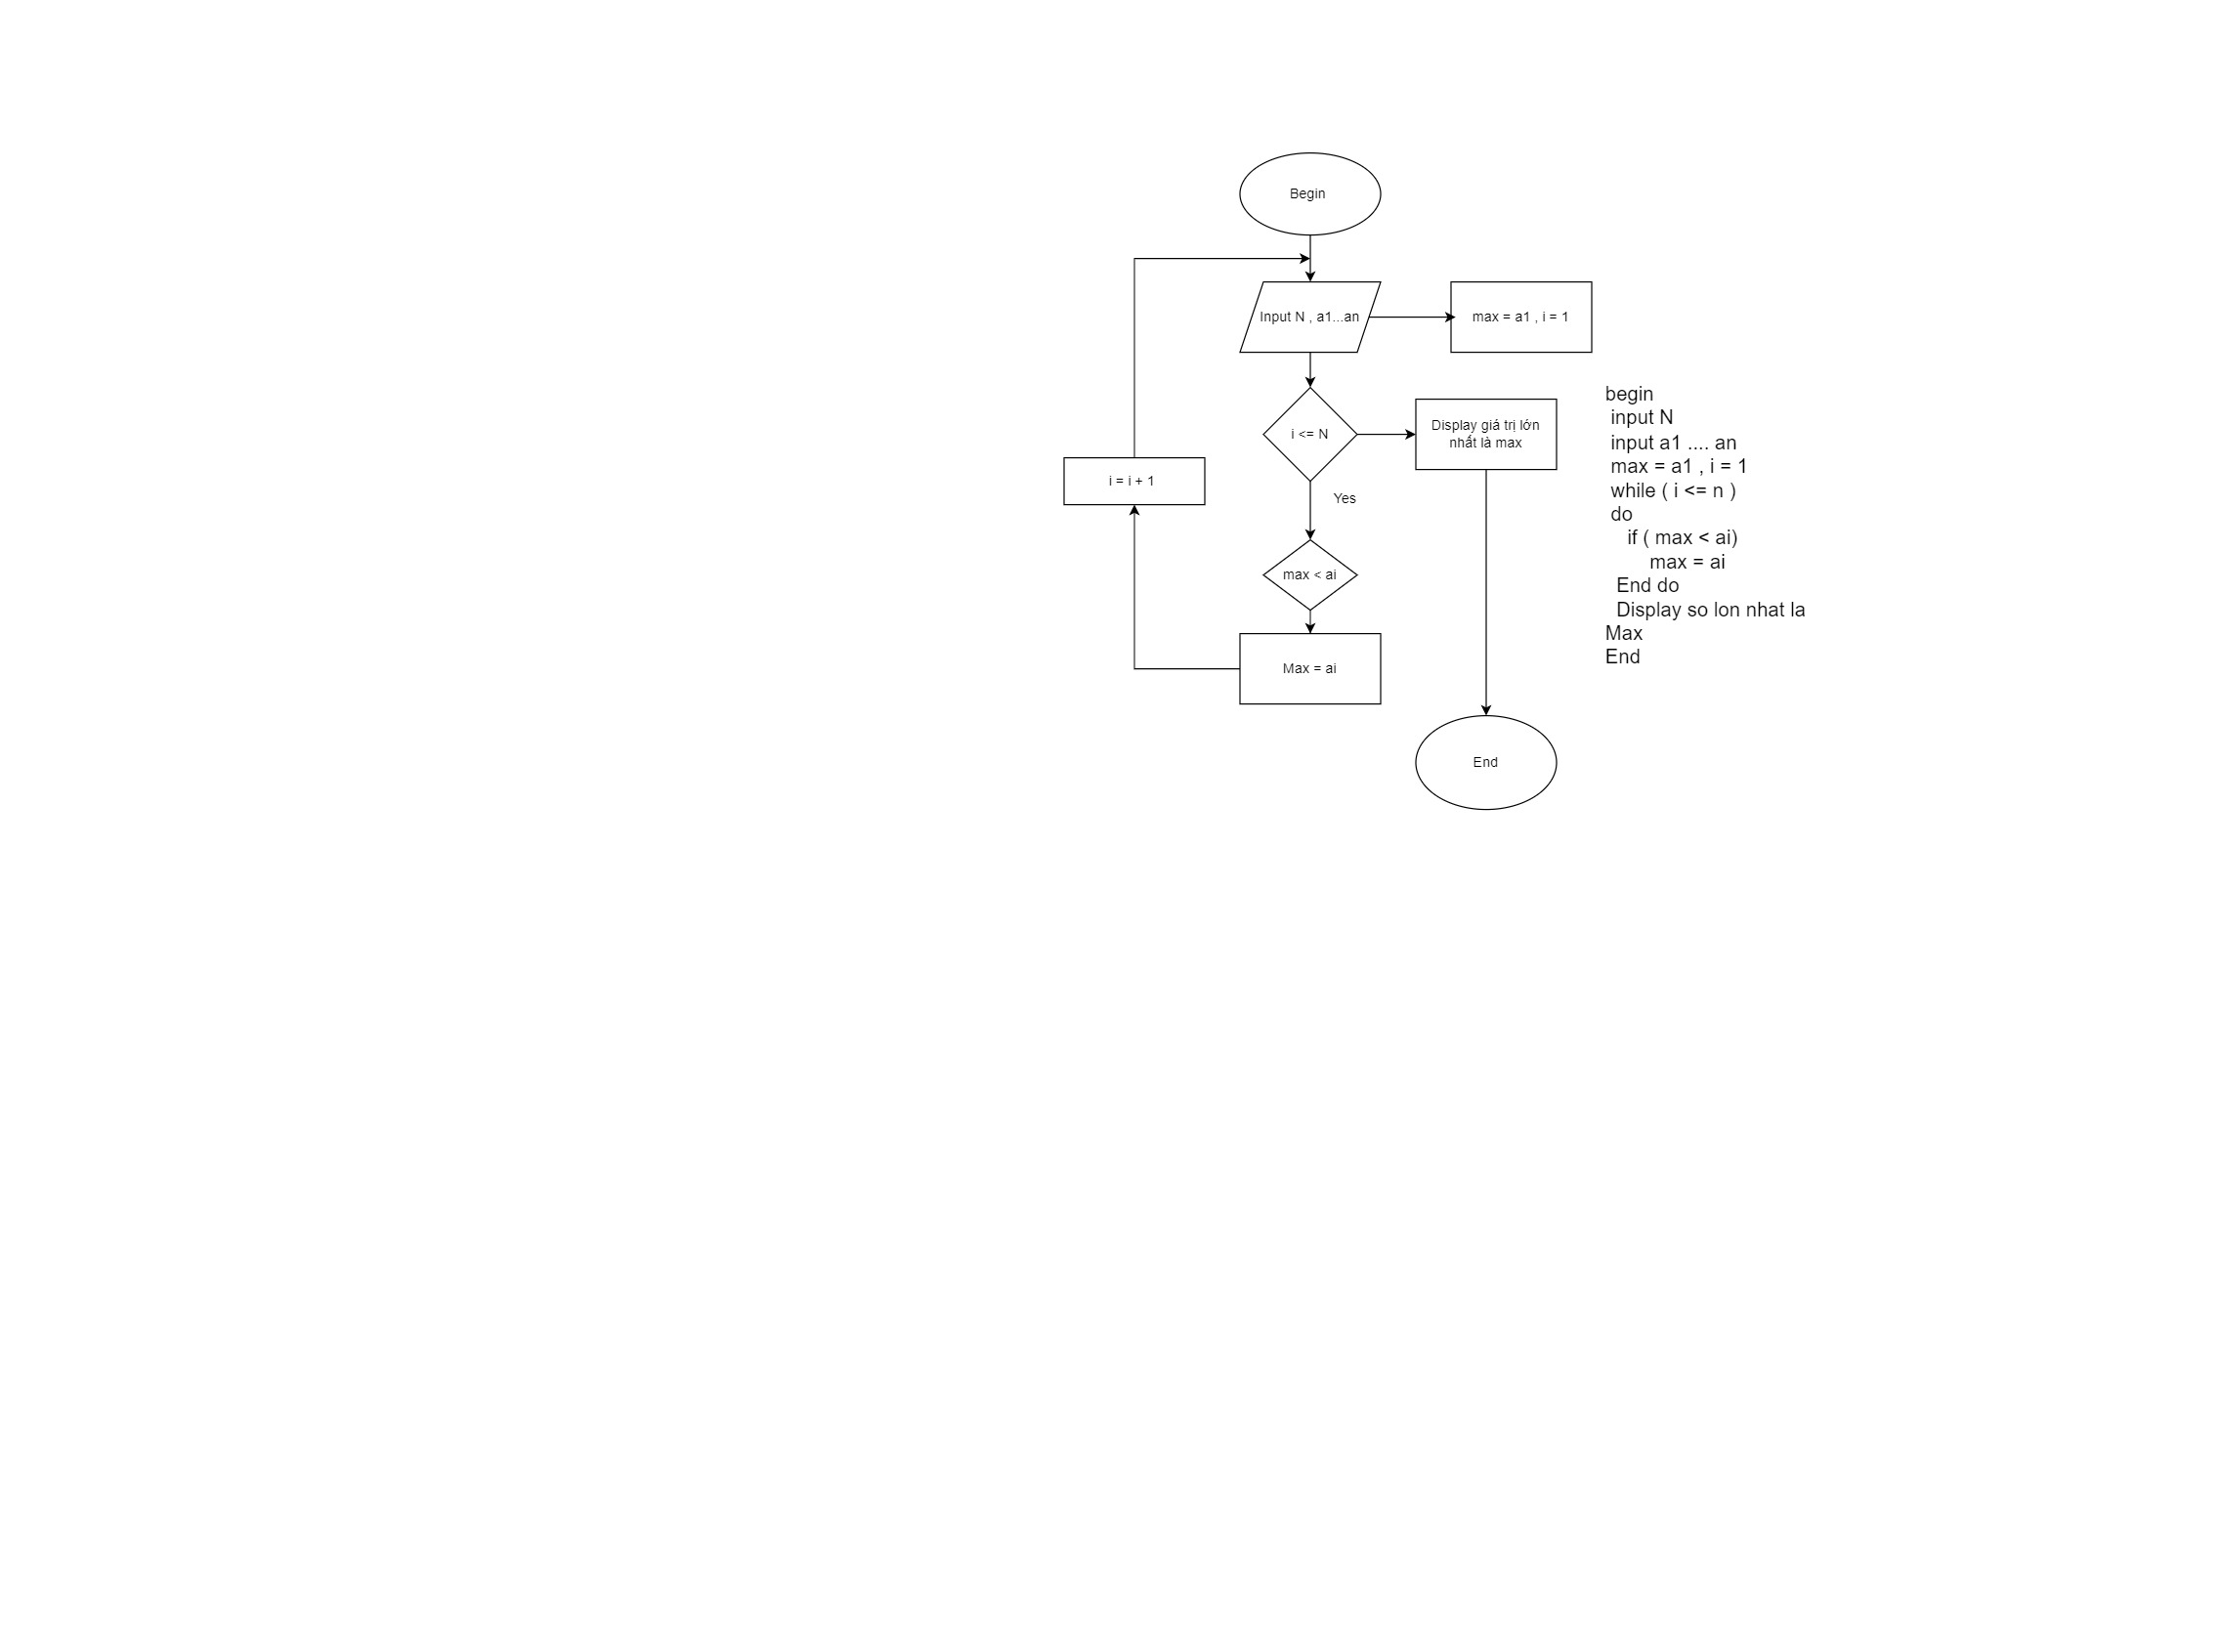 Begin
Input N , a1...an
max = a1 , i = 1
i <= N
Display giá trị lớn
nhất là max
i = i + 1
Yes
max < ai
Max = ai
End
begin
input N
input a1 .... an
max = a1 , i = 1
while ( i <= n )
do
if ( max < ai)
max = ai
End do
Display so lon nhat la
Max
End